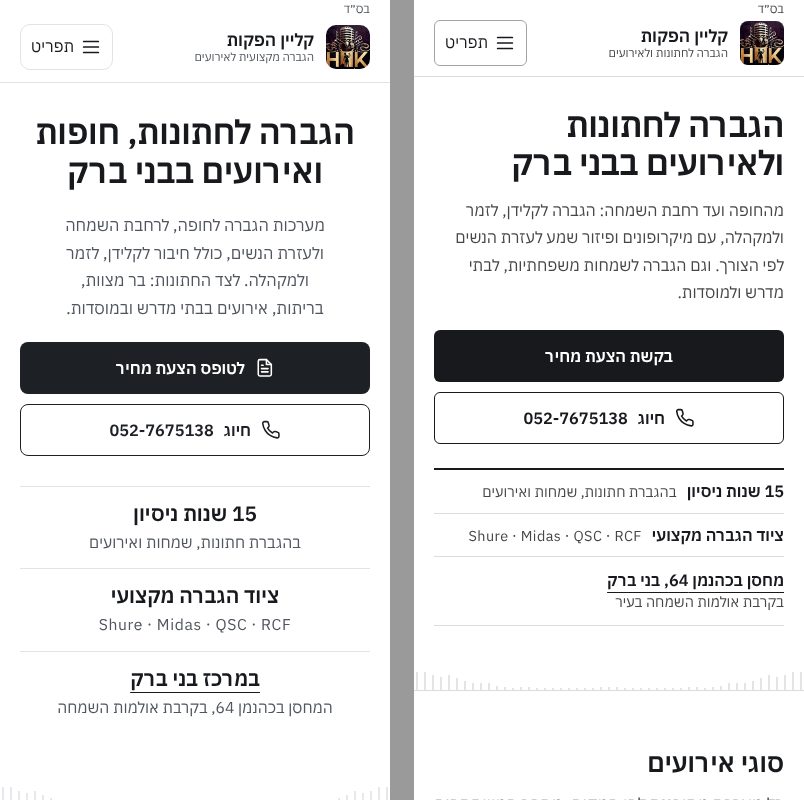 בס״ד
קליין הפקות
הגברה לחתונות ולאירועים
תפריט
הגברה לחתונות
ולאירועים בבני ברק
מהחופה ועד רחבת השמחה: הגברה לקלידן, לזמר
ולמקהלה, עם מיקרופונים ופיזור שמע לעזרת הנשים
לפי הצורך. וגם הגברה לשמחות משפחתיות, לבתי
מדרש ולמוסדות.
בקשת הצעת מחיר
חיוג 052-7675138
15 שנות ניסיון בהגברת חתונות, שמחות ואירועים
ציוד הגברה מקצועי Shure · Midas · QSC · RCF
מחסן בכהנמן 64, בני ברק
בקרבת אולמות השמחה בעיר
סוגי אירועים
בס״ד
קליין הפקות
הגברה מקצועית לאירועים
תפריט
הגברה לחתונות, חופות
ואירועים בבני ברק
מערכות הגברה לחופה, לרחבת השמחה
ולעזרת הנשים, כולל חיבור לקלידן, לזמר
ולמקהלה. לצד החתונות: בר מצוות,
בריתות, אירועים בבתי מדרש ובמוסדות.
לטופס הצעת מחיר
חיוג 052-7675138
15 שנות ניסיון
בהגברת חתונות, שמחות ואירועים
ציוד הגברה מקצועי
Shure · Midas · QSC · RCF
במרכז בני ברק
המחסן בכהנמן 64, בקרבת אולמות השמחה